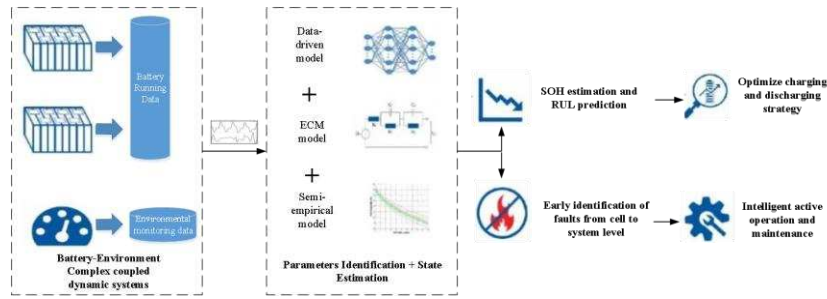 Battery
Running
Data
Environmental
monitoring data
Battery-Environment
Complex coupled
dynamic systems
Data-
driven
model
+
ECM
model
+
Semi-
empirical
model
Parameters Identification + State
Estimation
SOH estimation and
RUL prediction
Optimize charging
and discharging
strategy
Early identification of
faults from cell to
system level
Intelligent active
operation and
maintenance